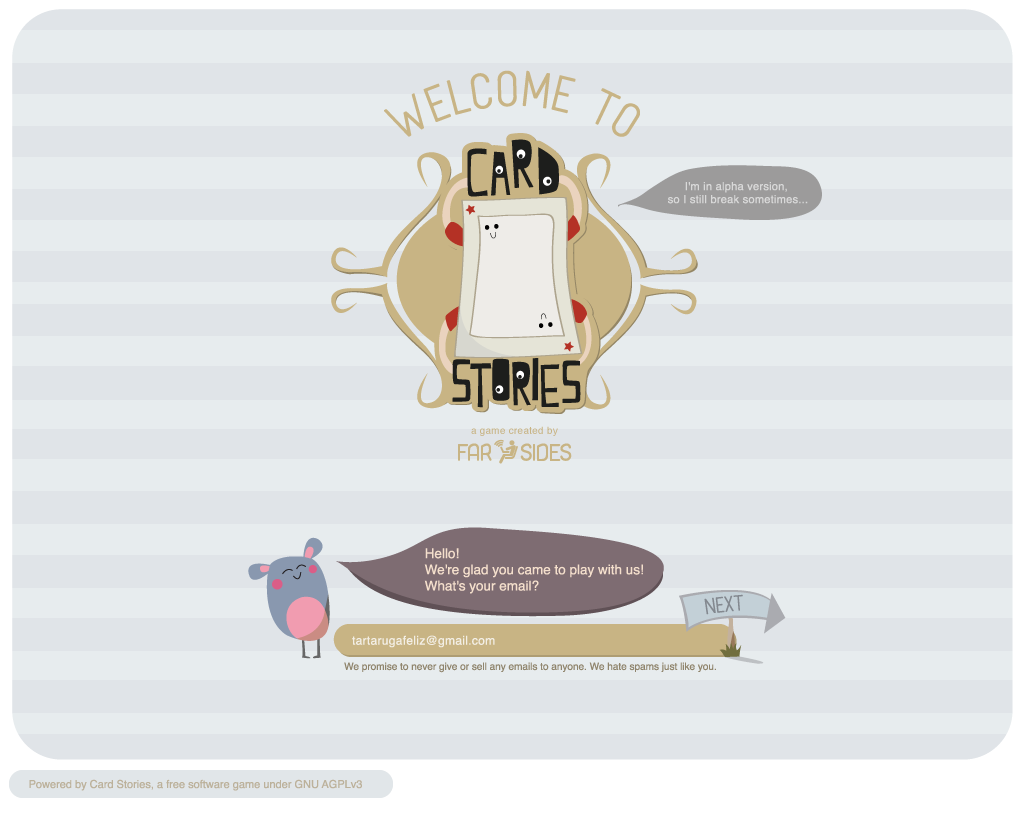 WELCOME TO
CARD
STORIES
I'm in alpha version,
so I still break sometimes...
a game created by
FAR SIDES
Hello!
We're glad you came to play with us!
What's your email?
NEXT
tartarugafeliz@gmail.com
We promise to never give or sell any emails to anyone. We hate spams just like you.
Powered by Card Stories, a free software game under GNU AGPLv3